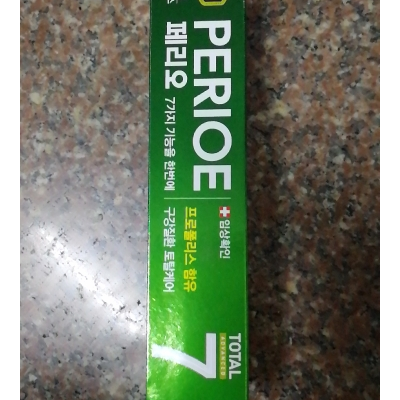 PERIOE
페리오 7가지 기능을 한번에
임상확인
프로폴리스 함유
구강질환 토탈케어
TOTAL
ADVANCED
7